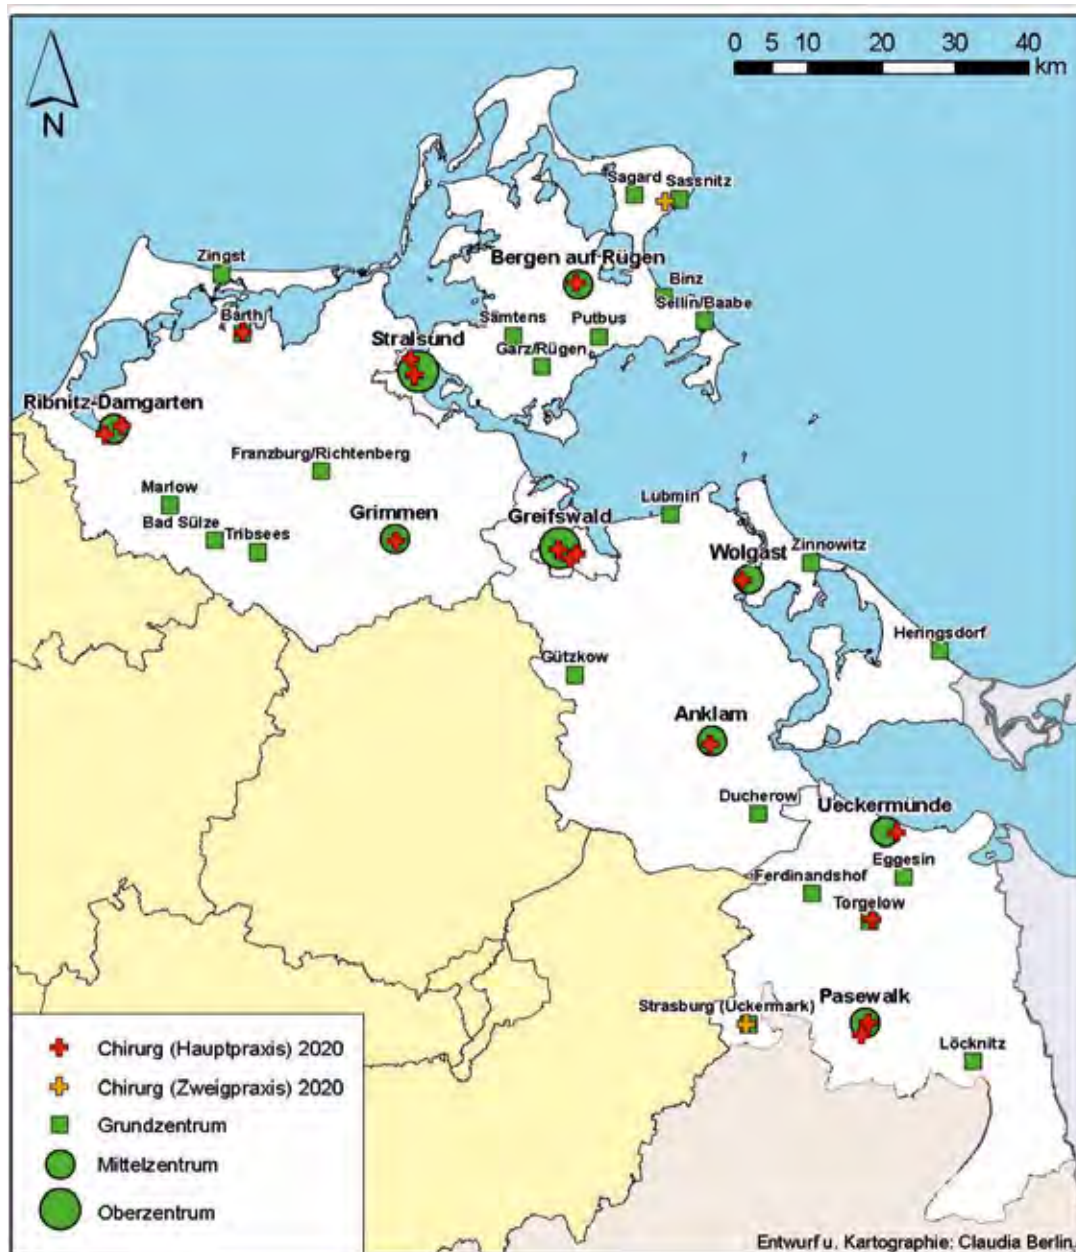 0 5 10 20 30 40
km
N
Sagard
Sassnitz
Zingst
Bergen auf Rügen
Binz
Sellin/Baabe
Barth
Samtens
Putbus
Stralsund
Garz/Rügen
Ribnitz-Damgarten
Franzburg/Richtenberg
Marlow
Lubmin
Grimmen
Greifswald
Bad Sülze
Tribsees
Wolgast
Zinnowitz
Heringsdorf
Gützkow
Anklam
Ducherow
Ueckermünde
Eggesin
Ferdinandshof
Torgelow
Strasburg (Uckermark)
Pasewalk
Löcknitz
Chirurg (Hauptpraxis) 2020
Chirurg (Zweigpraxis) 2020
Grundzentrum
Mittelzentrum
Oberzentrum
Entwurf u. Kartographie: Claudia Berlin